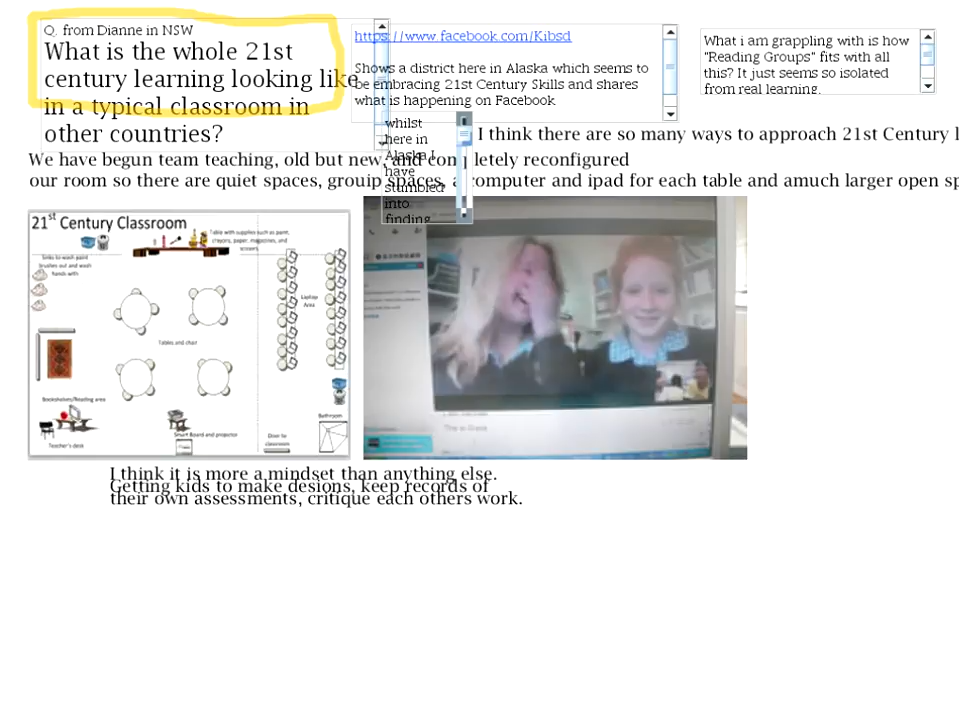 Q. from Dianne in NSW
What is the whole 21st
century learning looking like
in a typical classroom in
other countries?
https://www.facebook.com/Kibsd
Shows a district here in Alaska which seems to
be embracing 21st Century Skills and shares
what is happening on Facebook
What i am grappling with is how
"Reading Groups" fits with all
this? It just seems so isolated
from real learning.
whilst
here in
Alaska I
have
stumbled
into
finding
I think there are so many ways to approach 21st Century l
We have begun team teaching, old but new, and completely reconfigured
our room so there are quiet spaces, grouip spaces, a computer and ipad for each table and amuch larger open sp
21st Century Classroom
Table with supplies such as paint,
crayons, paper, magazines, and
scissors
Sinks to wash paint
brushes out and wash
hands with
Laptop
Area
Tables and chair
Bookshelves/Reading area
Teacher's desk
Smart Board and projector
Door to
classroom
Bathroom
I think it is more a mindset than anything else.
Getting kids to make desions, keep records of
their own assessments, critique each others work.